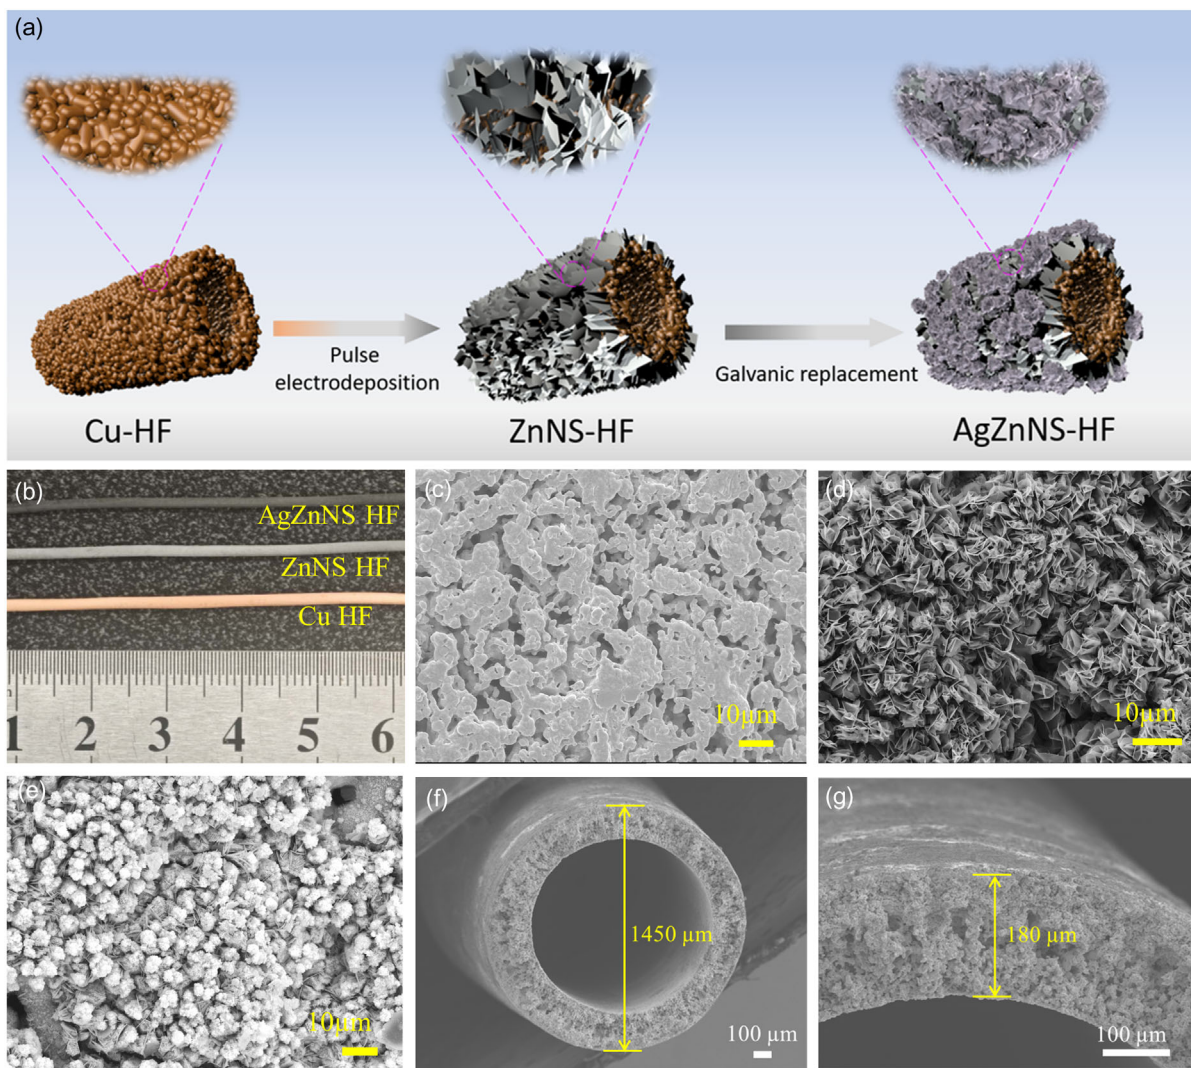 (a)
Pulse
electrodeposition
Galvanic replacement
Cu-HF
ZnNS-HF
AgZnNS-HF
(b)
AgZnNS HF
ZnNS HF
Cu HF
1 2 3 4 5 6
(c)
10μm
(d)
10μm
(e)
10μm
(f)
1450 μm
100 μm
(g)
180 μm
100 μm